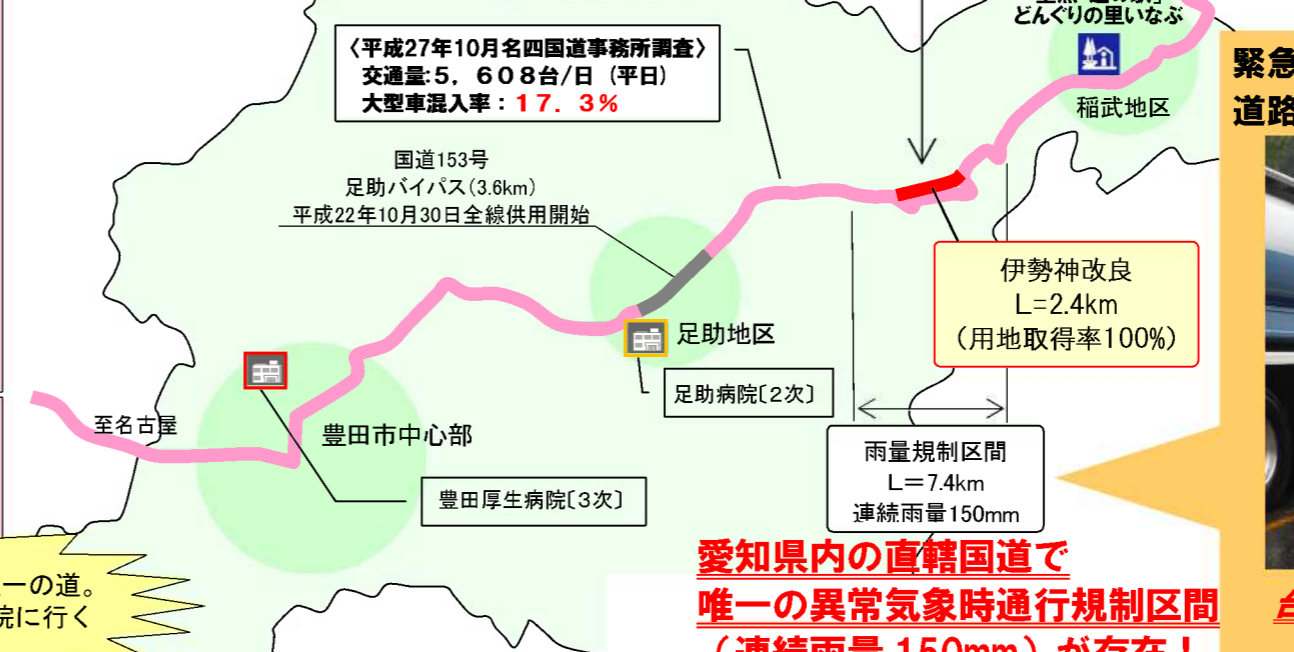 どんぐりの里いなぶ
〈平成27年10月名四国道事務所調査〉
交通量:5，608台/日（平日）
大型車混入率：17．3%
緊急
道路
稲武地区
国道153号
足助バイパス(3.6km)
平成22年10月30日全線供用開始
伊勢神改良
L=2.4km
（用地取得率100%）
足助地区
足助病院〔2次〕
至名古屋
豊田市中心部
豊田厚生病院〔3次〕
雨量規制区間
L＝7.4km
連続雨量150mm
愛知県内の直轄国道で
唯一の異常気象時通行規制区間
（連続雨量 150mm）が存在！
一の道。
院に行く